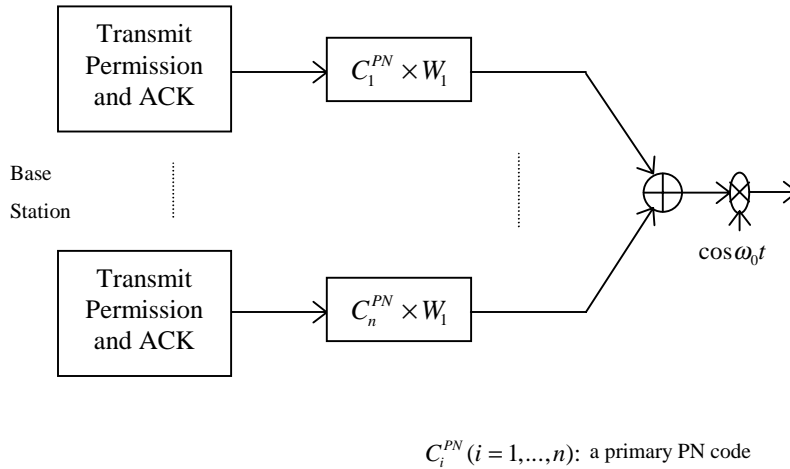 Transmit
Permission
and ACK
C_1^{PN} × W_1
Base
Station
cos ω_0 t
Transmit
Permission
and ACK
C_n^{PN} × W_1
C_i^{PN} (i = 1,...,n): a primary PN code